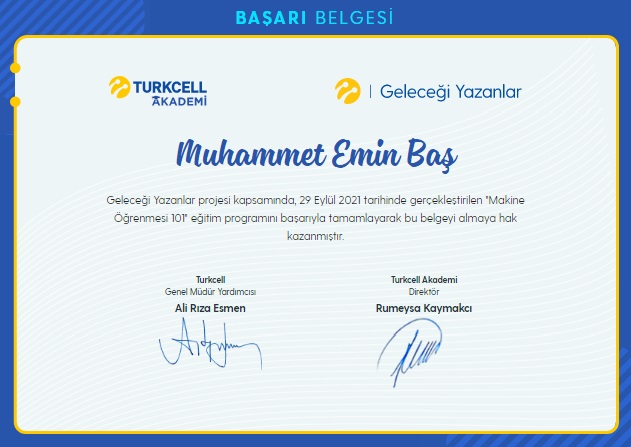 BAŞARI BELGESİ
TURKCELL
AKADEMİ
Geleceği Yazanlar
Muhammet Emin Baş
Geleceği Yazanlar projesi kapsamında, 29 Eylül 2021 tarihinde gerçekleştirilen "Makine
Öğrenmesi 101" eğitim programını başarıyla tamamlayarak bu belgeyi almaya hak
kazanmıştır.
Turkcell
Genel Müdür Yardımcısı
Ali Rıza Esmen
Turkcell Akademi
Direktör
Rumeysa Kaymakcı